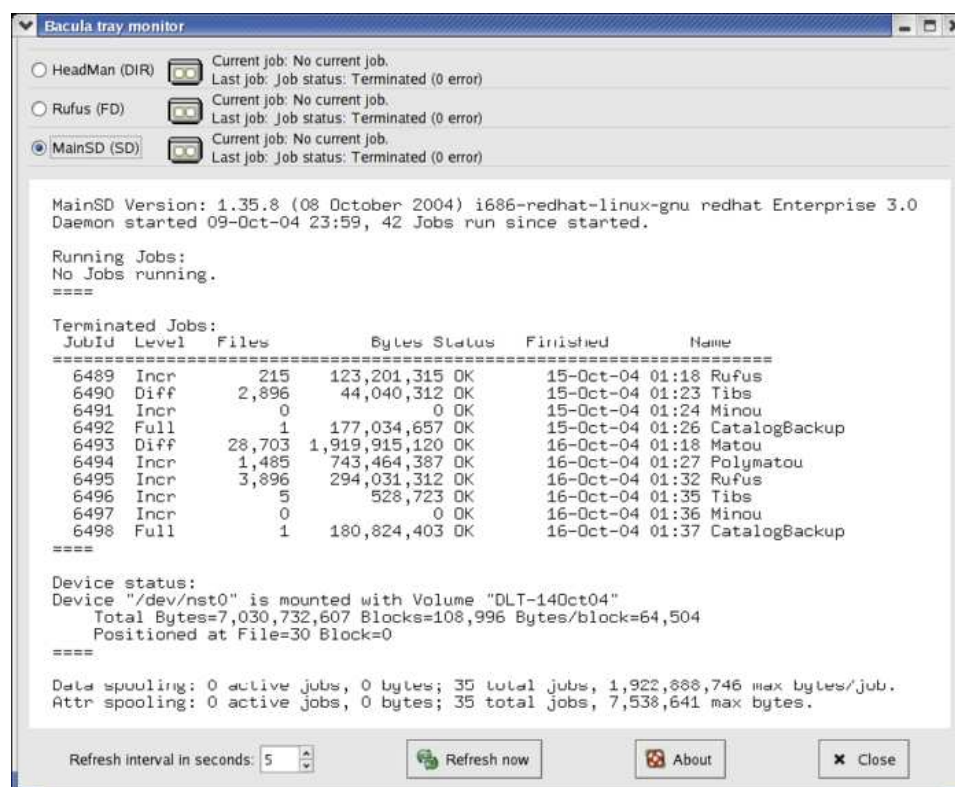 Bacula tray monitor
HeadMan (DIR) Current job: No current job.
Last job: Job status: Terminated (0 error)
Rufus (FD) Current job: No current job.
Last job: Job status: Terminated (0 error)
MainSD (SD) Current job: No current job.
Last job: Job status: Terminated (0 error)
MainSD Version: 1.35.8 (08 October 2004) i686-redhat-linux-gnu redhat Enterprise 3.0
Daemon started 09-Oct-04 23:59, 42 Jobs run since started.
Running Jobs:
No Jobs running.
====
Terminated Jobs:
JobId Level Files Bytes Status Finished Name
======================================================================
6489 Incr 215 123,201,315 OK 15-Oct-04 01:18 Rufus
6490 Diff 2,896 44,040,312 OK 15-Oct-04 01:23 Tibs
6491 Incr 0 0 OK 15-Oct-04 01:24 Minou
6492 Full 1 177,034,657 OK 15-Oct-04 01:26 CatalogBackup
6493 Diff 28,703 1,919,915,120 OK 16-Oct-04 01:18 Matou
6494 Incr 1,485 743,464,387 OK 16-Oct-04 01:27 Polymatou
6495 Incr 3,896 294,031,312 OK 16-Oct-04 01:32 Rufus
6496 Incr 5 528,723 OK 16-Oct-04 01:35 Tibs
6497 Incr 0 0 OK 16-Oct-04 01:36 Minou
6498 Full 1 180,824,403 OK 16-Oct-04 01:37 CatalogBackup
====
Device status:
Device "/dev/nst0" is mounted with Volume "DLT-14Oct04"
Total Bytes=7,030,732,607 Blocks=108,996 Bytes/block=64,504
Positioned at File=30 Block=0
====
Data spooling: 0 active jobs, 0 bytes; 35 total jobs, 1,922,888,746 max bytes/job.
Attr spooling: 0 active jobs, 0 bytes; 35 total jobs, 7,538,641 max bytes.
Refresh interval in seconds: 5 Refresh now About Close